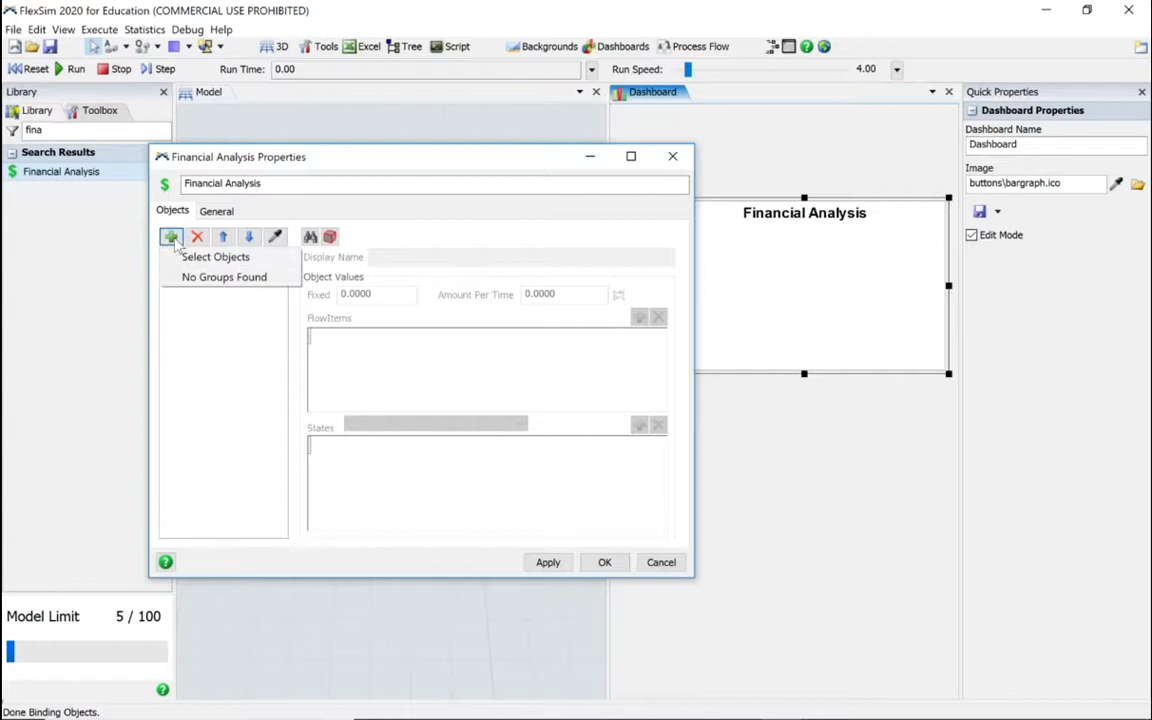 FlexSim 2020 for Education (COMMERCIAL USE PROHIBITED)
File Edit View Execute Statistics Debug Help
3D Tools Excel Tree Script Backgrounds Dashboards Process Flow
Reset Run Stop Step Run Time: 0.00 Run Speed: 4.00
Library
Library Toolbox
fina
Search Results
Financial Analysis
Model
Dashboard
Quick Properties
Dashboard Properties
Dashboard Name
Dashboard
Image
buttons\bargraph.ico
Edit Mode
Financial Analysis
Financial Analysis Properties
Financial Analysis
Objects General
Select Objects
No Groups Found
Display Name
Object Values
Fixed 0.0000 Amount Per Time 0.0000
FlowItems
States
Apply OK Cancel
Model Limit 5 / 100
Done Binding Objects.